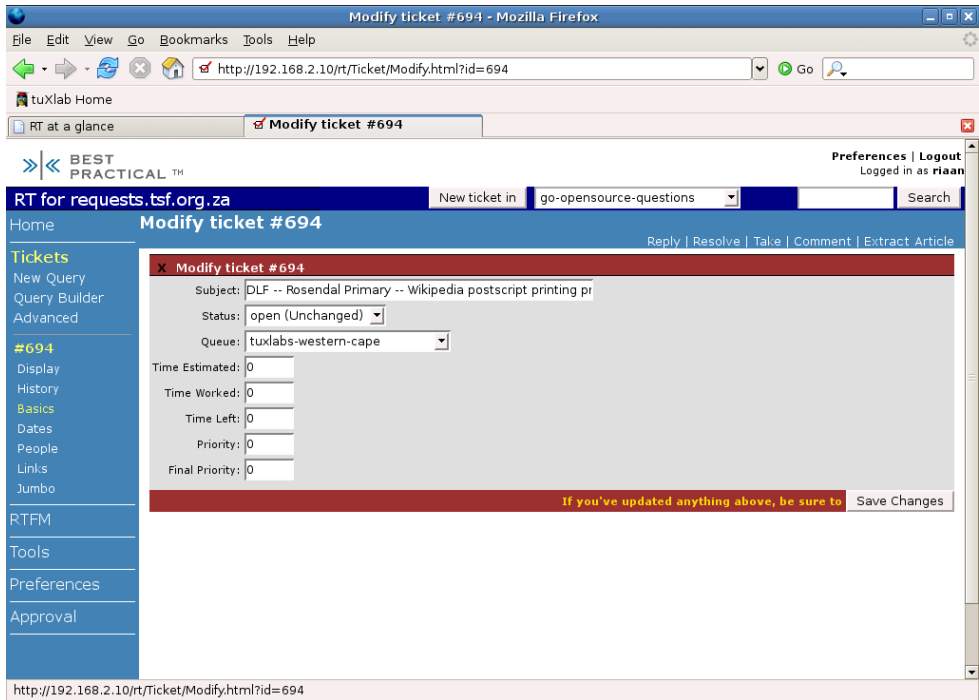 Modify ticket #694 - Mozilla Firefox
File Edit View Go Bookmarks Tools Help
http://192.168.2.10/rt/Ticket/Modify.html?id=694 Go
tuXlab Home
RT at a glance Modify ticket #694
BEST PRACTICAL ™
Preferences | Logout
Logged in as riaan
RT for requests.tsf.org.za New ticket in go-opensource-questions Search
Home
Modify ticket #694
Reply | Resolve | Take | Comment | Extract Article
Tickets
New Query
Query Builder
Advanced
#694
Display
History
Basics
Dates
People
Links
Jumbo
RTFM
Tools
Preferences
Approval
X Modify ticket #694
Subject: DLF -- Rosendal Primary -- Wikipedia postscript printing pr
Status: open (Unchanged)
Queue: tuxlabs-western-cape
Time Estimated: 0
Time Worked: 0
Time Left: 0
Priority: 0
Final Priority: 0
If you've updated anything above, be sure to Save Changes
http://192.168.2.10/rt/Ticket/Modify.html?id=694